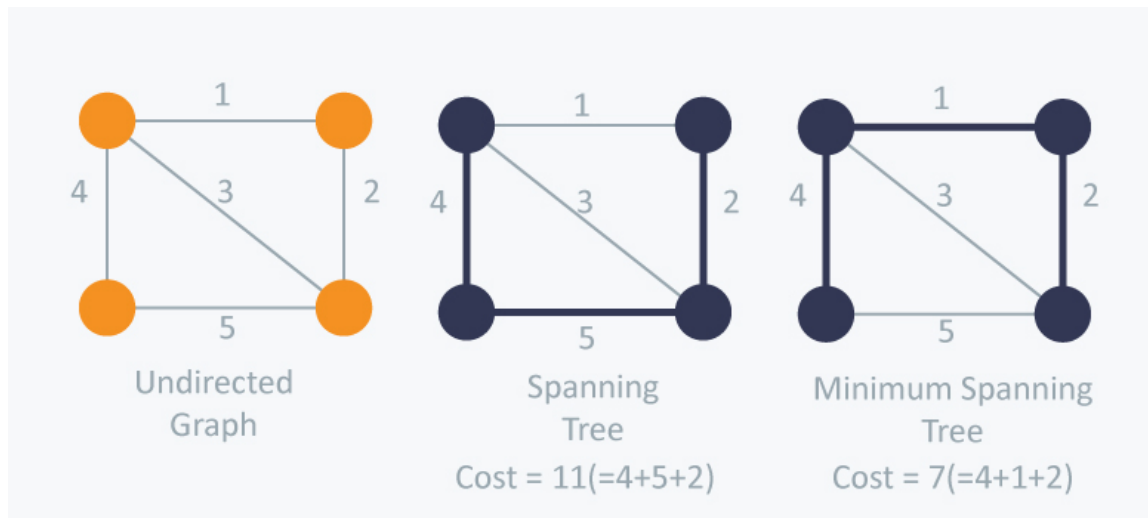 1
4
3
2
5
Undirected
Graph
1
4
3
2
5
Spanning
Tree
Cost = 11(=4+5+2)
1
4
3
2
5
Minimum Spanning
Tree
Cost = 7(=4+1+2)